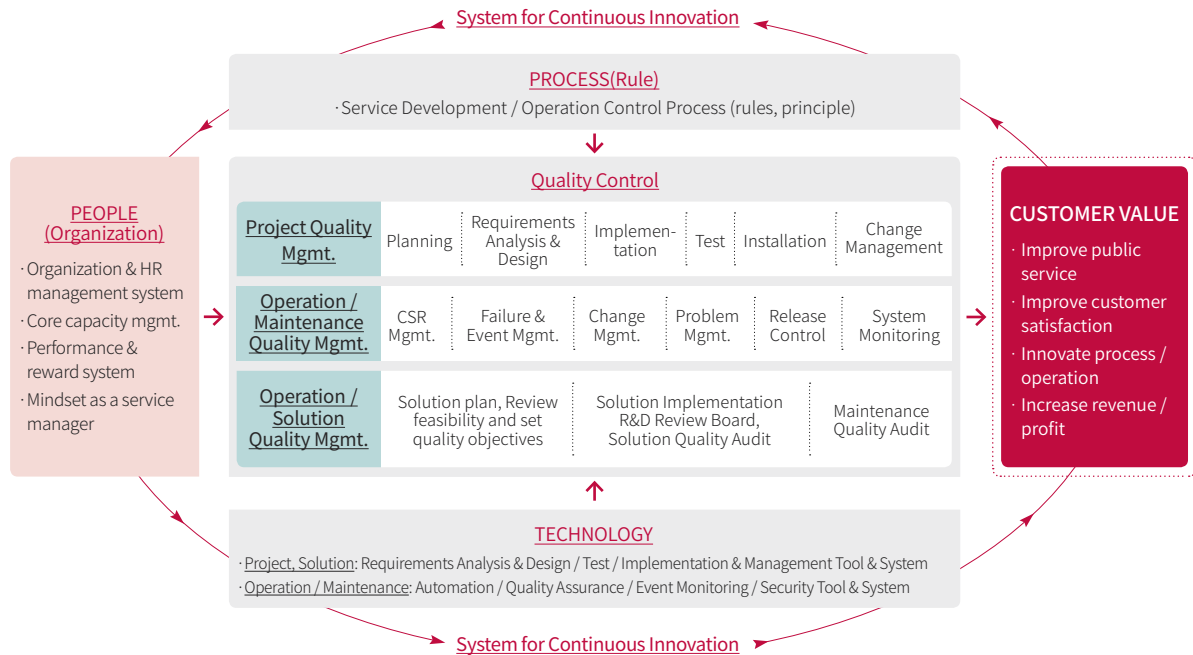 System for Continuous Innovation
PROCESS(Rule)
· Service Development / Operation Control Process (rules, principle)
PEOPLE
(Organization)
· Organization & HR
management system
· Core capacity mgmt.
· Performance &
reward system
· Mindset as a service
manager
Quality Control
Project Quality
Mgmt.
Planning
Requirements
Analysis &
Design
Implemen-
tation
Test
Installation
Change
Management
Operation /
Maintenance
Quality Mgmt.
CSR
Mgmt.
Failure &
Event Mgmt.
Change
Mgmt.
Problem
Mgmt.
Release
Control
System
Monitoring
Operation /
Solution
Quality Mgmt.
Solution plan, Review
feasibility and set
quality objectives
Solution Implementation
R&D Review Board,
Solution Quality Audit
Maintenance
Quality Audit
CUSTOMER VALUE
· Improve public
service
· Improve customer
satisfaction
· Innovate process /
operation
· Increase revenue /
profit
TECHNOLOGY
· Project, Solution: Requirements Analysis & Design / Test / Implementation & Management Tool & System
· Operation / Maintenance: Automation / Quality Assurance / Event Monitoring / Security Tool & System
System for Continuous Innovation